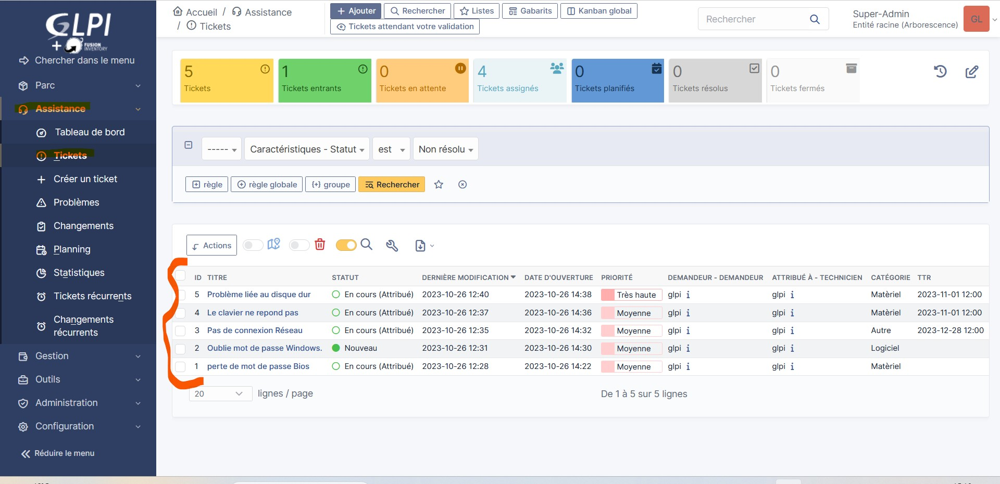 GLPI
+ FUSION INVENTORY
Chercher dans le menu
Parc
Assistance
Tableau de bord
Tickets
Créer un ticket
Problèmes
Changements
Planning
Statistiques
Tickets récurrents
Changements
récurrents
Gestion
Outils
Administration
Configuration
Réduire le menu
Accueil / Assistance
/ Tickets
Ajouter Rechercher Listes Gabarits Kanban global
Tickets attendant votre validation
Rechercher
Super-Admin
Entité racine (Arborescence)
GL
5
Tickets
1
Tickets entrants
0
Tickets en attente
4
Tickets assignés
0
Tickets planifiés
0
Tickets résolus
0
Tickets fermés
----- Caractéristiques - Statut est Non résolu
règle règle globale {+} groupe Rechercher
Actions
ID TITRE STATUT DERNIÈRE MODIFICATION DATE D'OUVERTURE PRIORITÉ DEMANDEUR - DEMANDEUR ATTRIBUÉ À - TECHNICIEN CATÉGORIE TTR
5 Problème liée au disque dur En cours (Attribué) 2023-10-26 12:40 2023-10-26 14:38 Très haute glpi i glpi i Matèriel 2023-11-01 12:00
4 Le clavier ne repond pas En cours (Attribué) 2023-10-26 12:37 2023-10-26 14:36 Moyenne glpi i glpi i Matèriel 2023-11-01 12:00
3 Pas de connexion Réseau En cours (Attribué) 2023-10-26 12:35 2023-10-26 14:32 Moyenne glpi i glpi i Autre 2023-12-28 12:00
2 Oublie mot de passe Windows. Nouveau 2023-10-26 12:31 2023-10-26 14:30 Moyenne glpi i glpi i Logiciel
1 perte de mot de passe Bios En cours (Attribué) 2023-10-26 12:28 2023-10-26 14:22 Moyenne glpi i glpi i Matèriel
20 lignes / page
De 1 à 5 sur 5 lignes